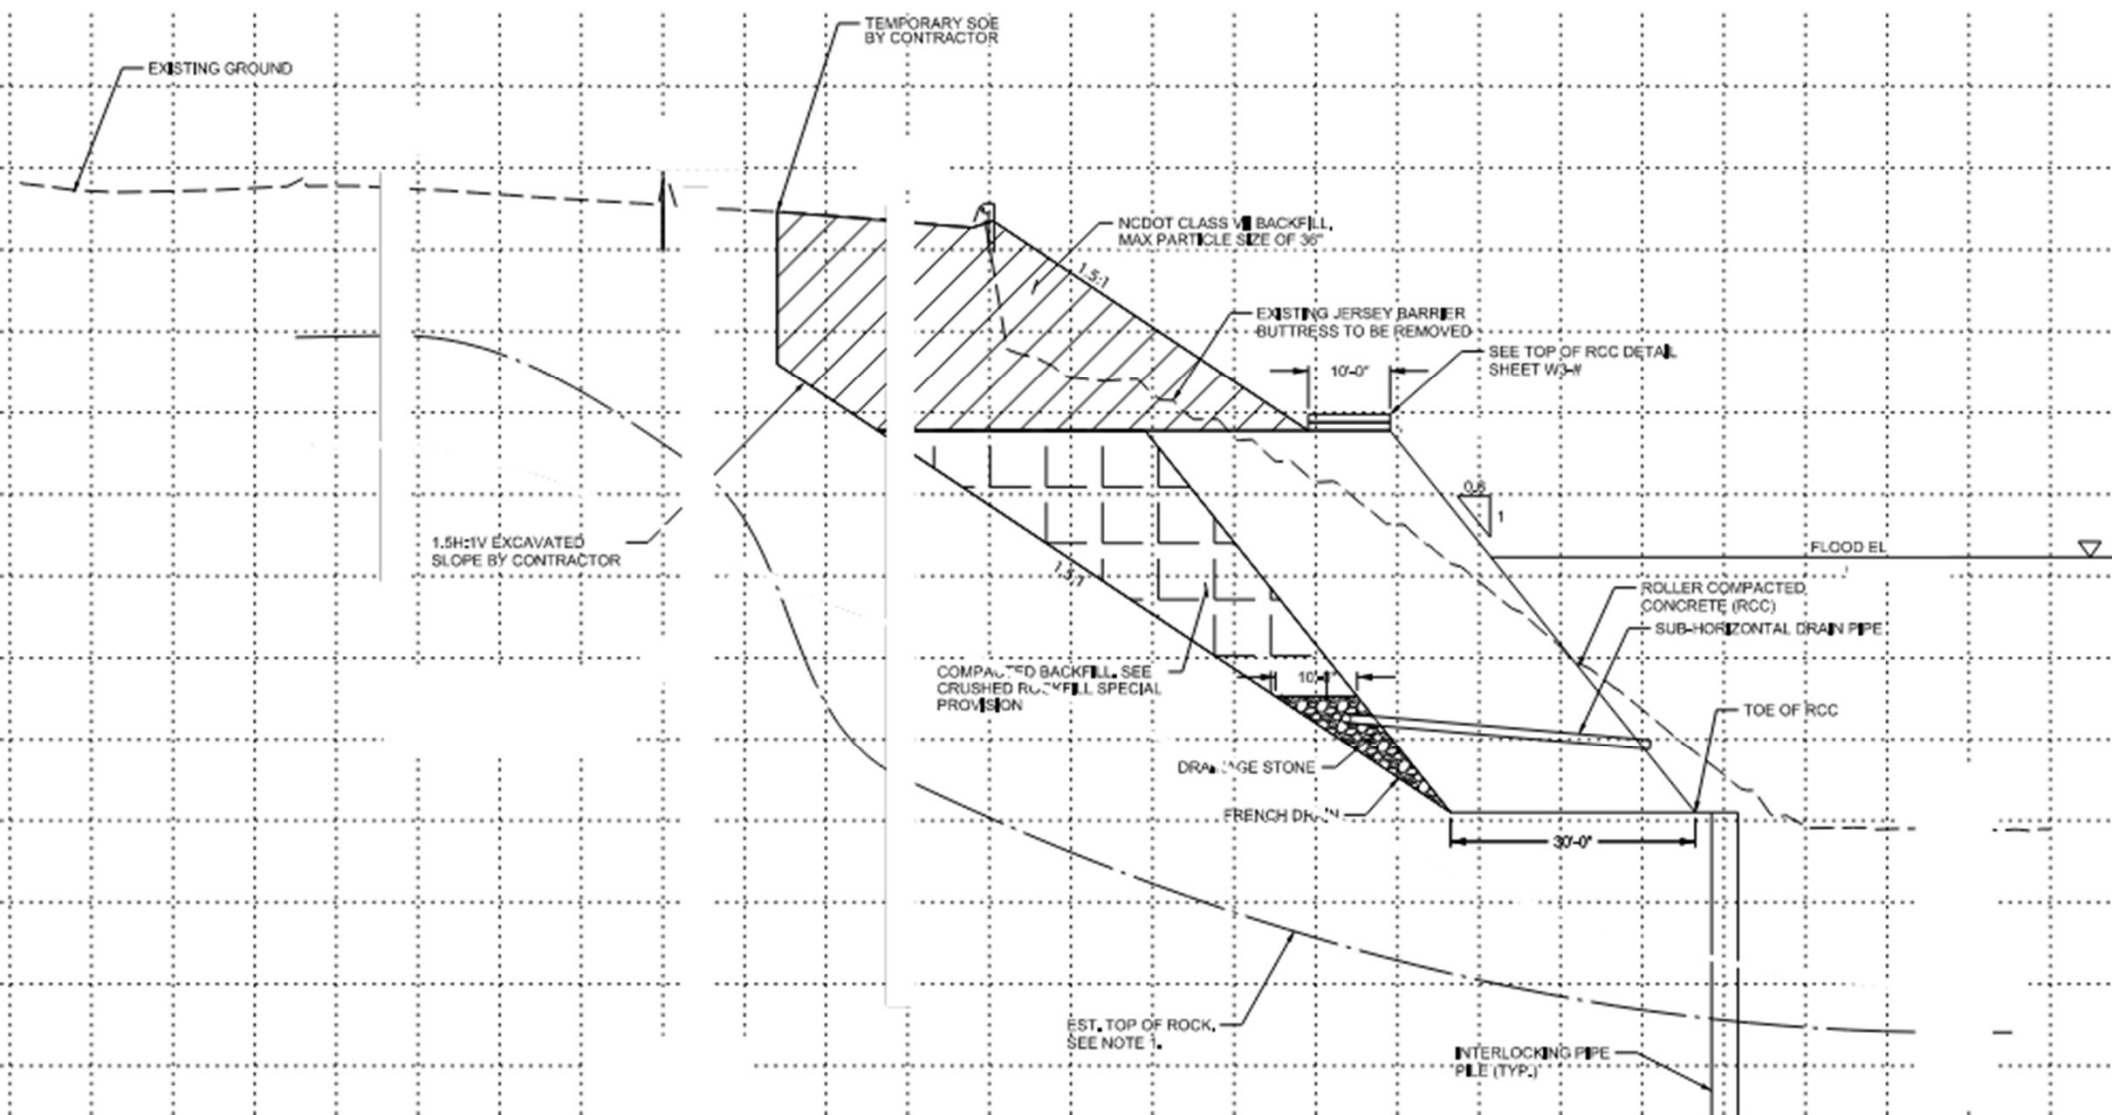 TEMPORARY SOE
BY CONTRACTOR
EXISTING GROUND
NCDOT CLASS VII BACKFILL,
MAX PARTICLE SIZE OF 36"
1.5:1
EXISTING JERSEY BARRIER
BUTTRESS TO BE REMOVED
SEE TOP OF RCC DETAIL
SHEET W3-#
10'-0"
0.8
1
1.5H:1V EXCAVATED
SLOPE BY CONTRACTOR
FLOOD EL
1.5:1
ROLLER COMPACTED
CONCRETE (RCC)
SUB-HORIZONTAL DRAIN PIPE
COMPACTED BACKFILL. SEE
CRUSHED ROCKFILL SPECIAL
PROVISION
10'-0"
TOE OF RCC
DRAINAGE STONE
FRENCH DRAIN
30'-0"
EST. TOP OF ROCK,
SEE NOTE 1.
INTERLOCKING PIPE
PILE (TYP.)